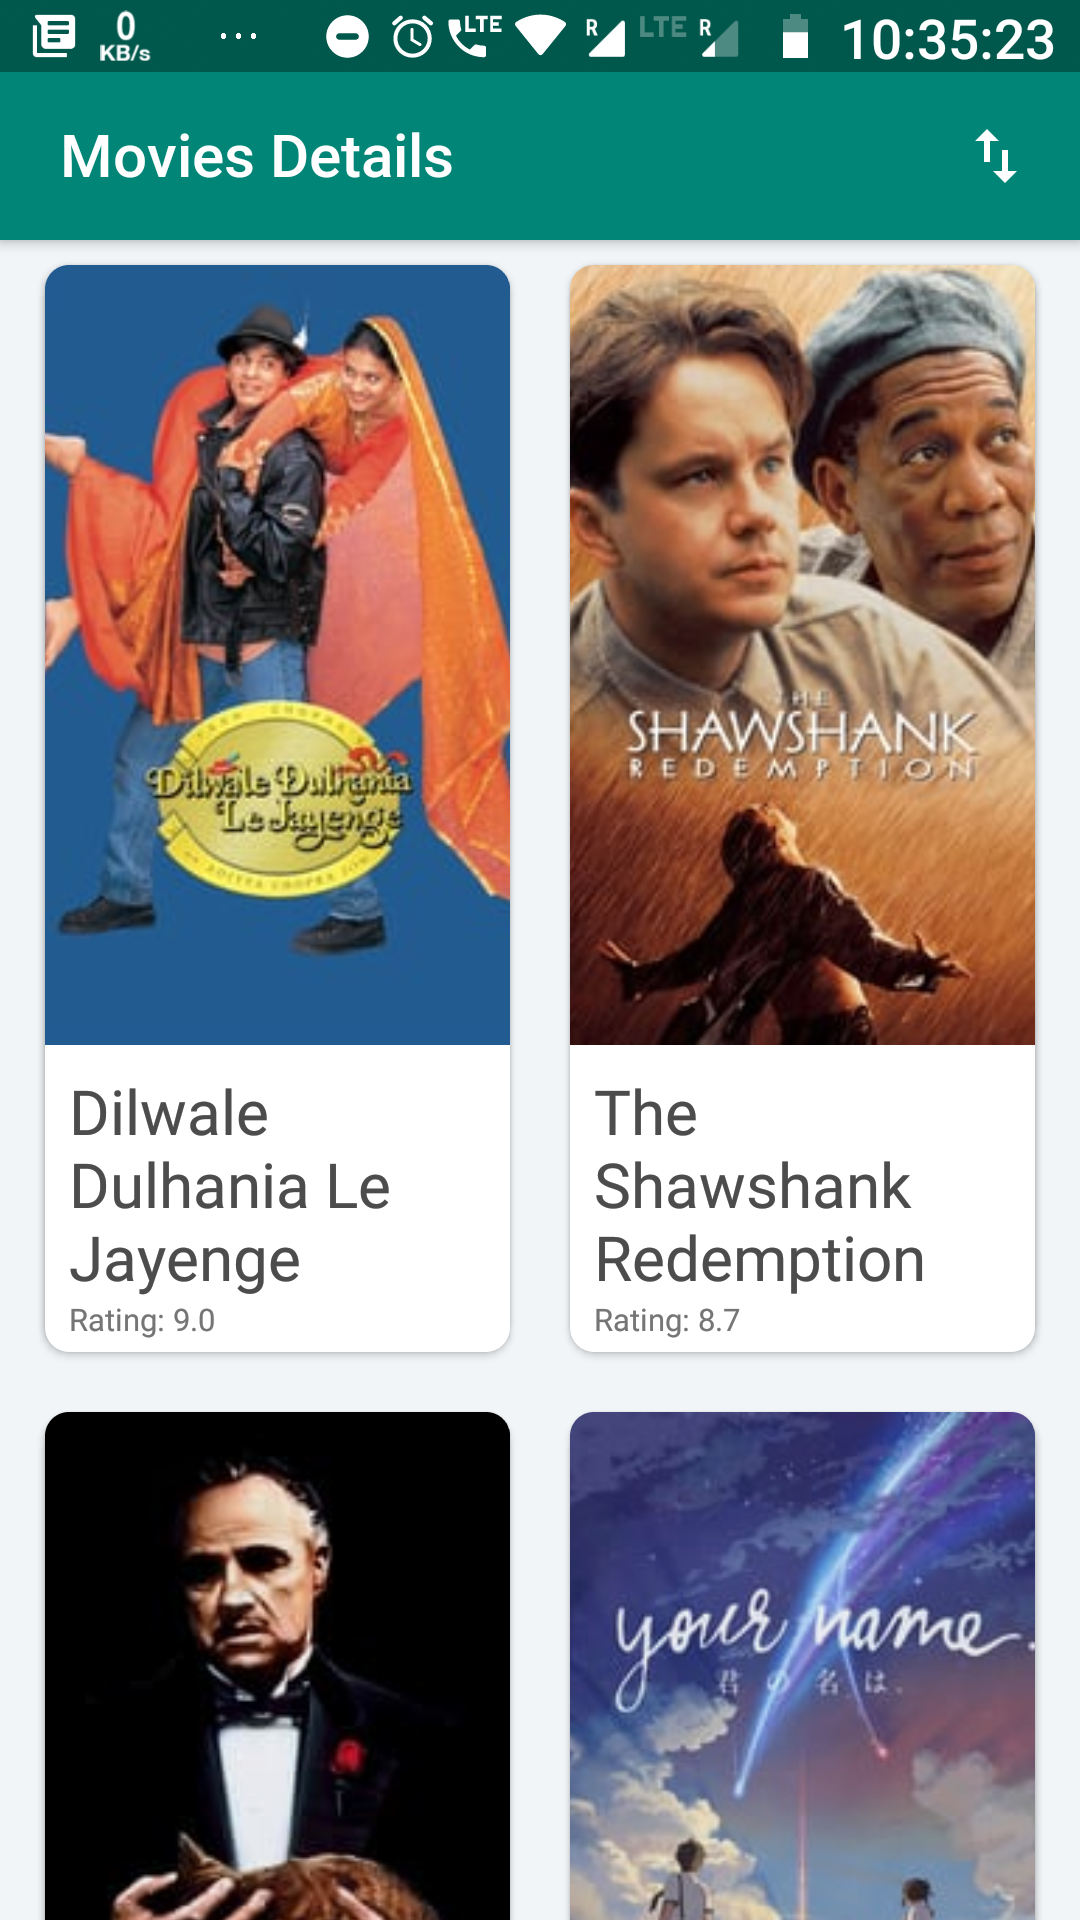 0
KB/s
LTE
R
LTE
R
10:35:23
Movies Details
Dilwale Dulhania
Le Jayenge
THE
SHAWSHANK
REDEMPTION
Dilwale
Dulhania Le
Jayenge
Rating: 9.0
The
Shawshank
Redemption
Rating: 8.7
your name.
君の名は.